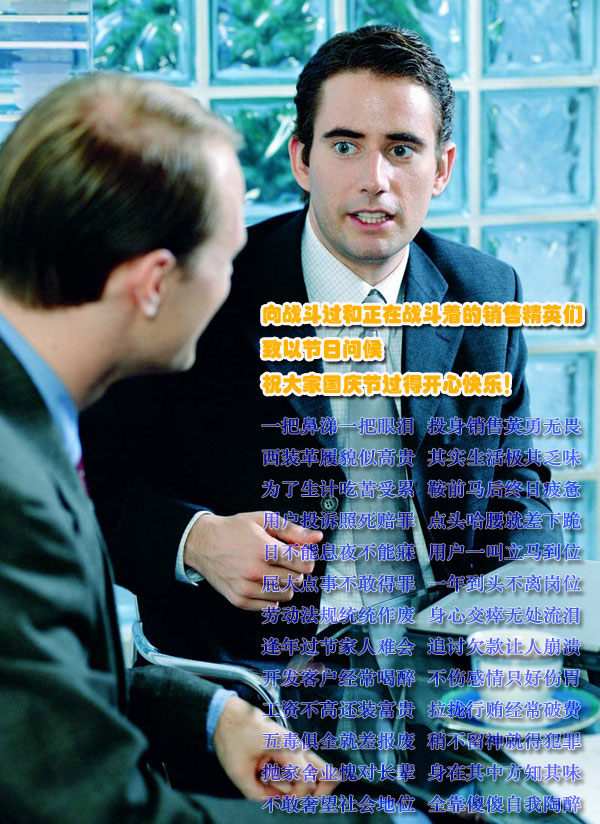 向战斗过和正在战斗着的销售精英们
致以节日问侯
祝大家国庆节过得开心快乐！
一把鼻涕一把眼泪 投身销售英勇无畏
西装革履貌似高贵 其实生活极其乏味
为了生计吃苦受累 鞍前马后终日疲惫
用户投诉照死赔罪 点头哈腰就差下跪
日不能息夜不能寐 用户一叫立马到位
屁大点事不敢得罪 一年到头不离岗位
劳动法规统统作废 身心交瘁无处流泪
逢年过节家人难会 追讨欠款让人崩溃
开发客户经常喝醉 不伤感情只好伤胃
工资不高还装富贵 拉拢行贿经常破费
五毒俱全就差报废 稍不留神就得犯罪
抛家舍业愧对长辈 身在其中方知其味
不敢奢望社会地位 全靠傻傻自我陶醉